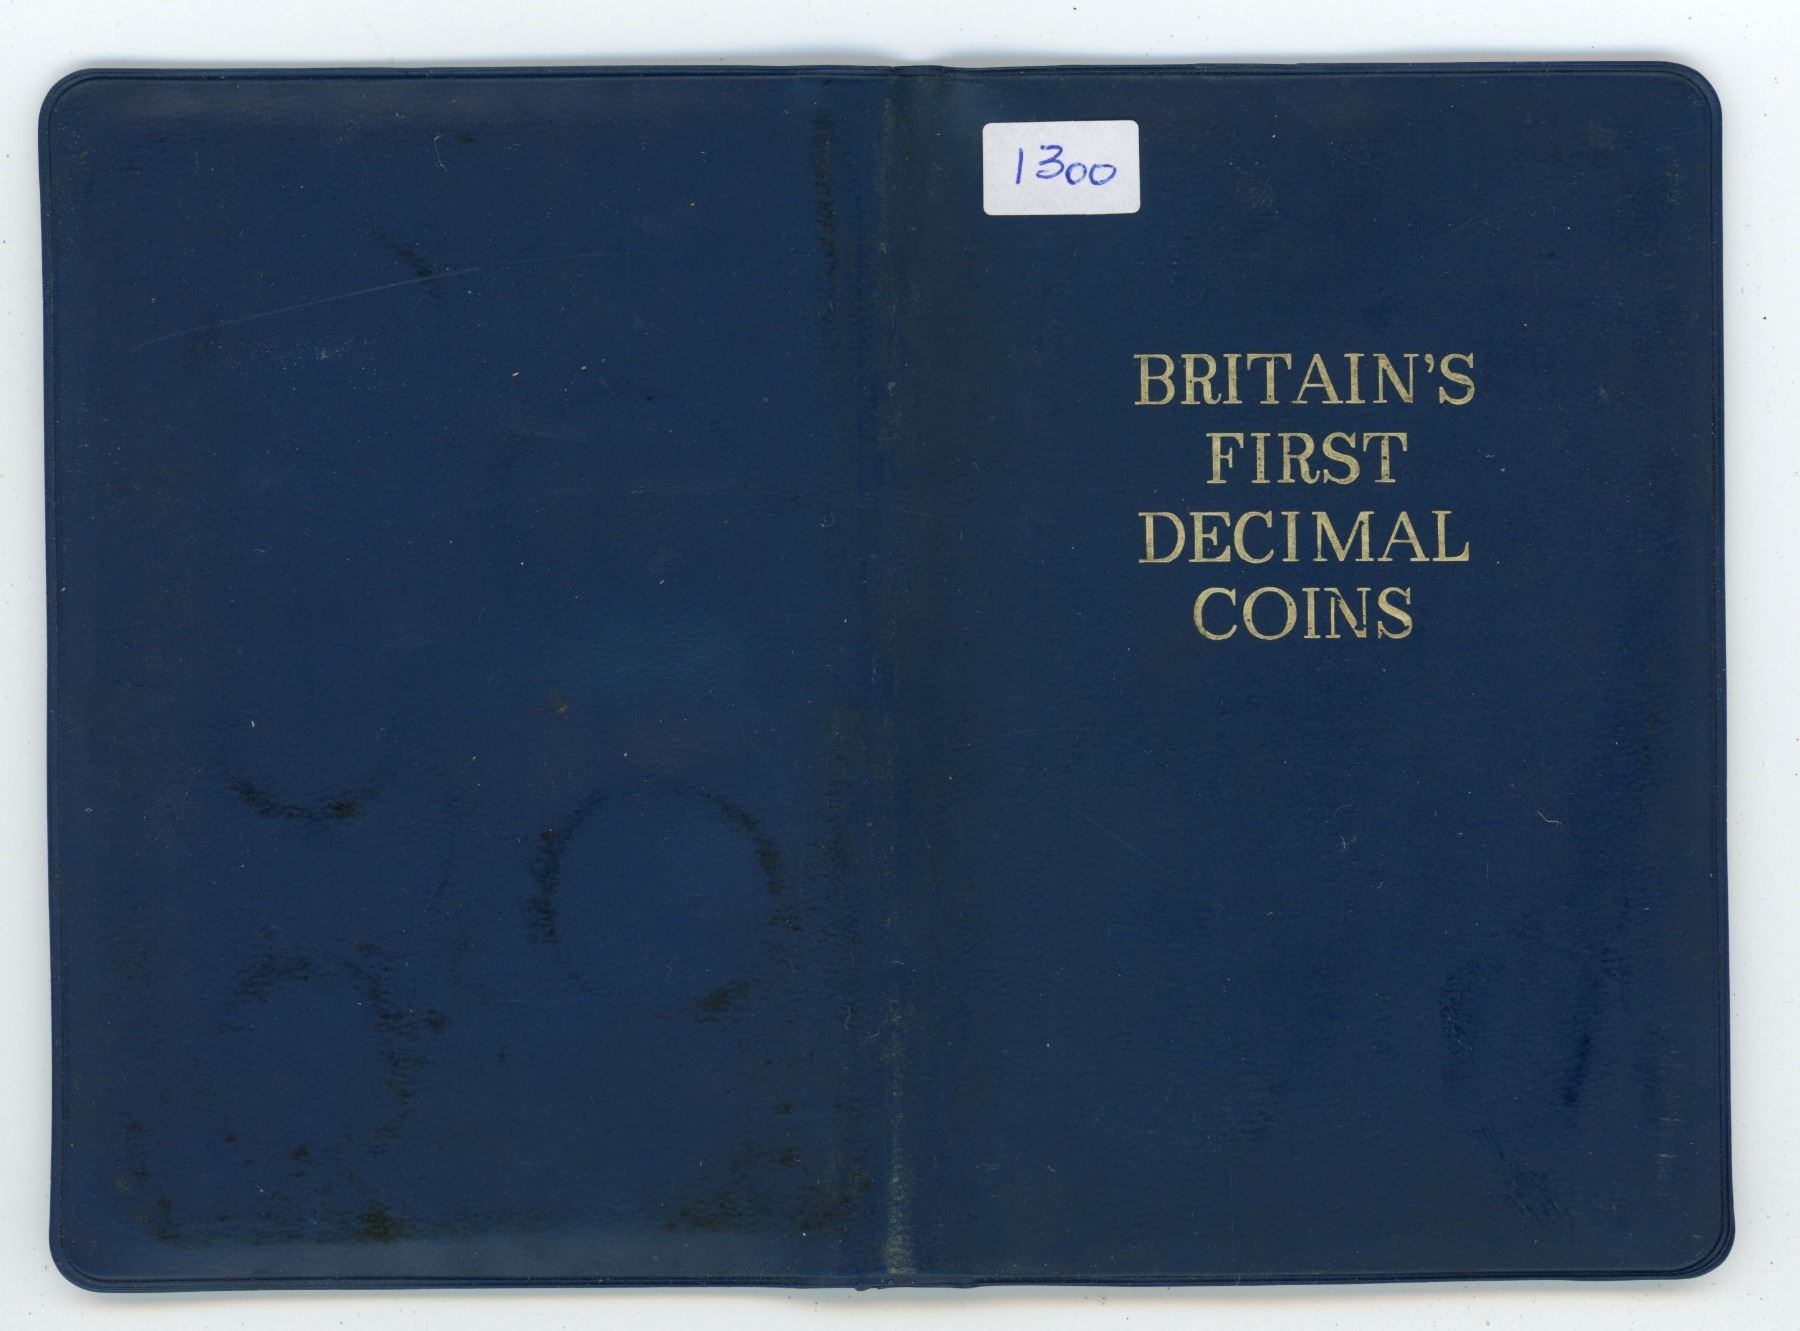 1300
BRITAIN'S
FIRST
DECIMAL
COINS